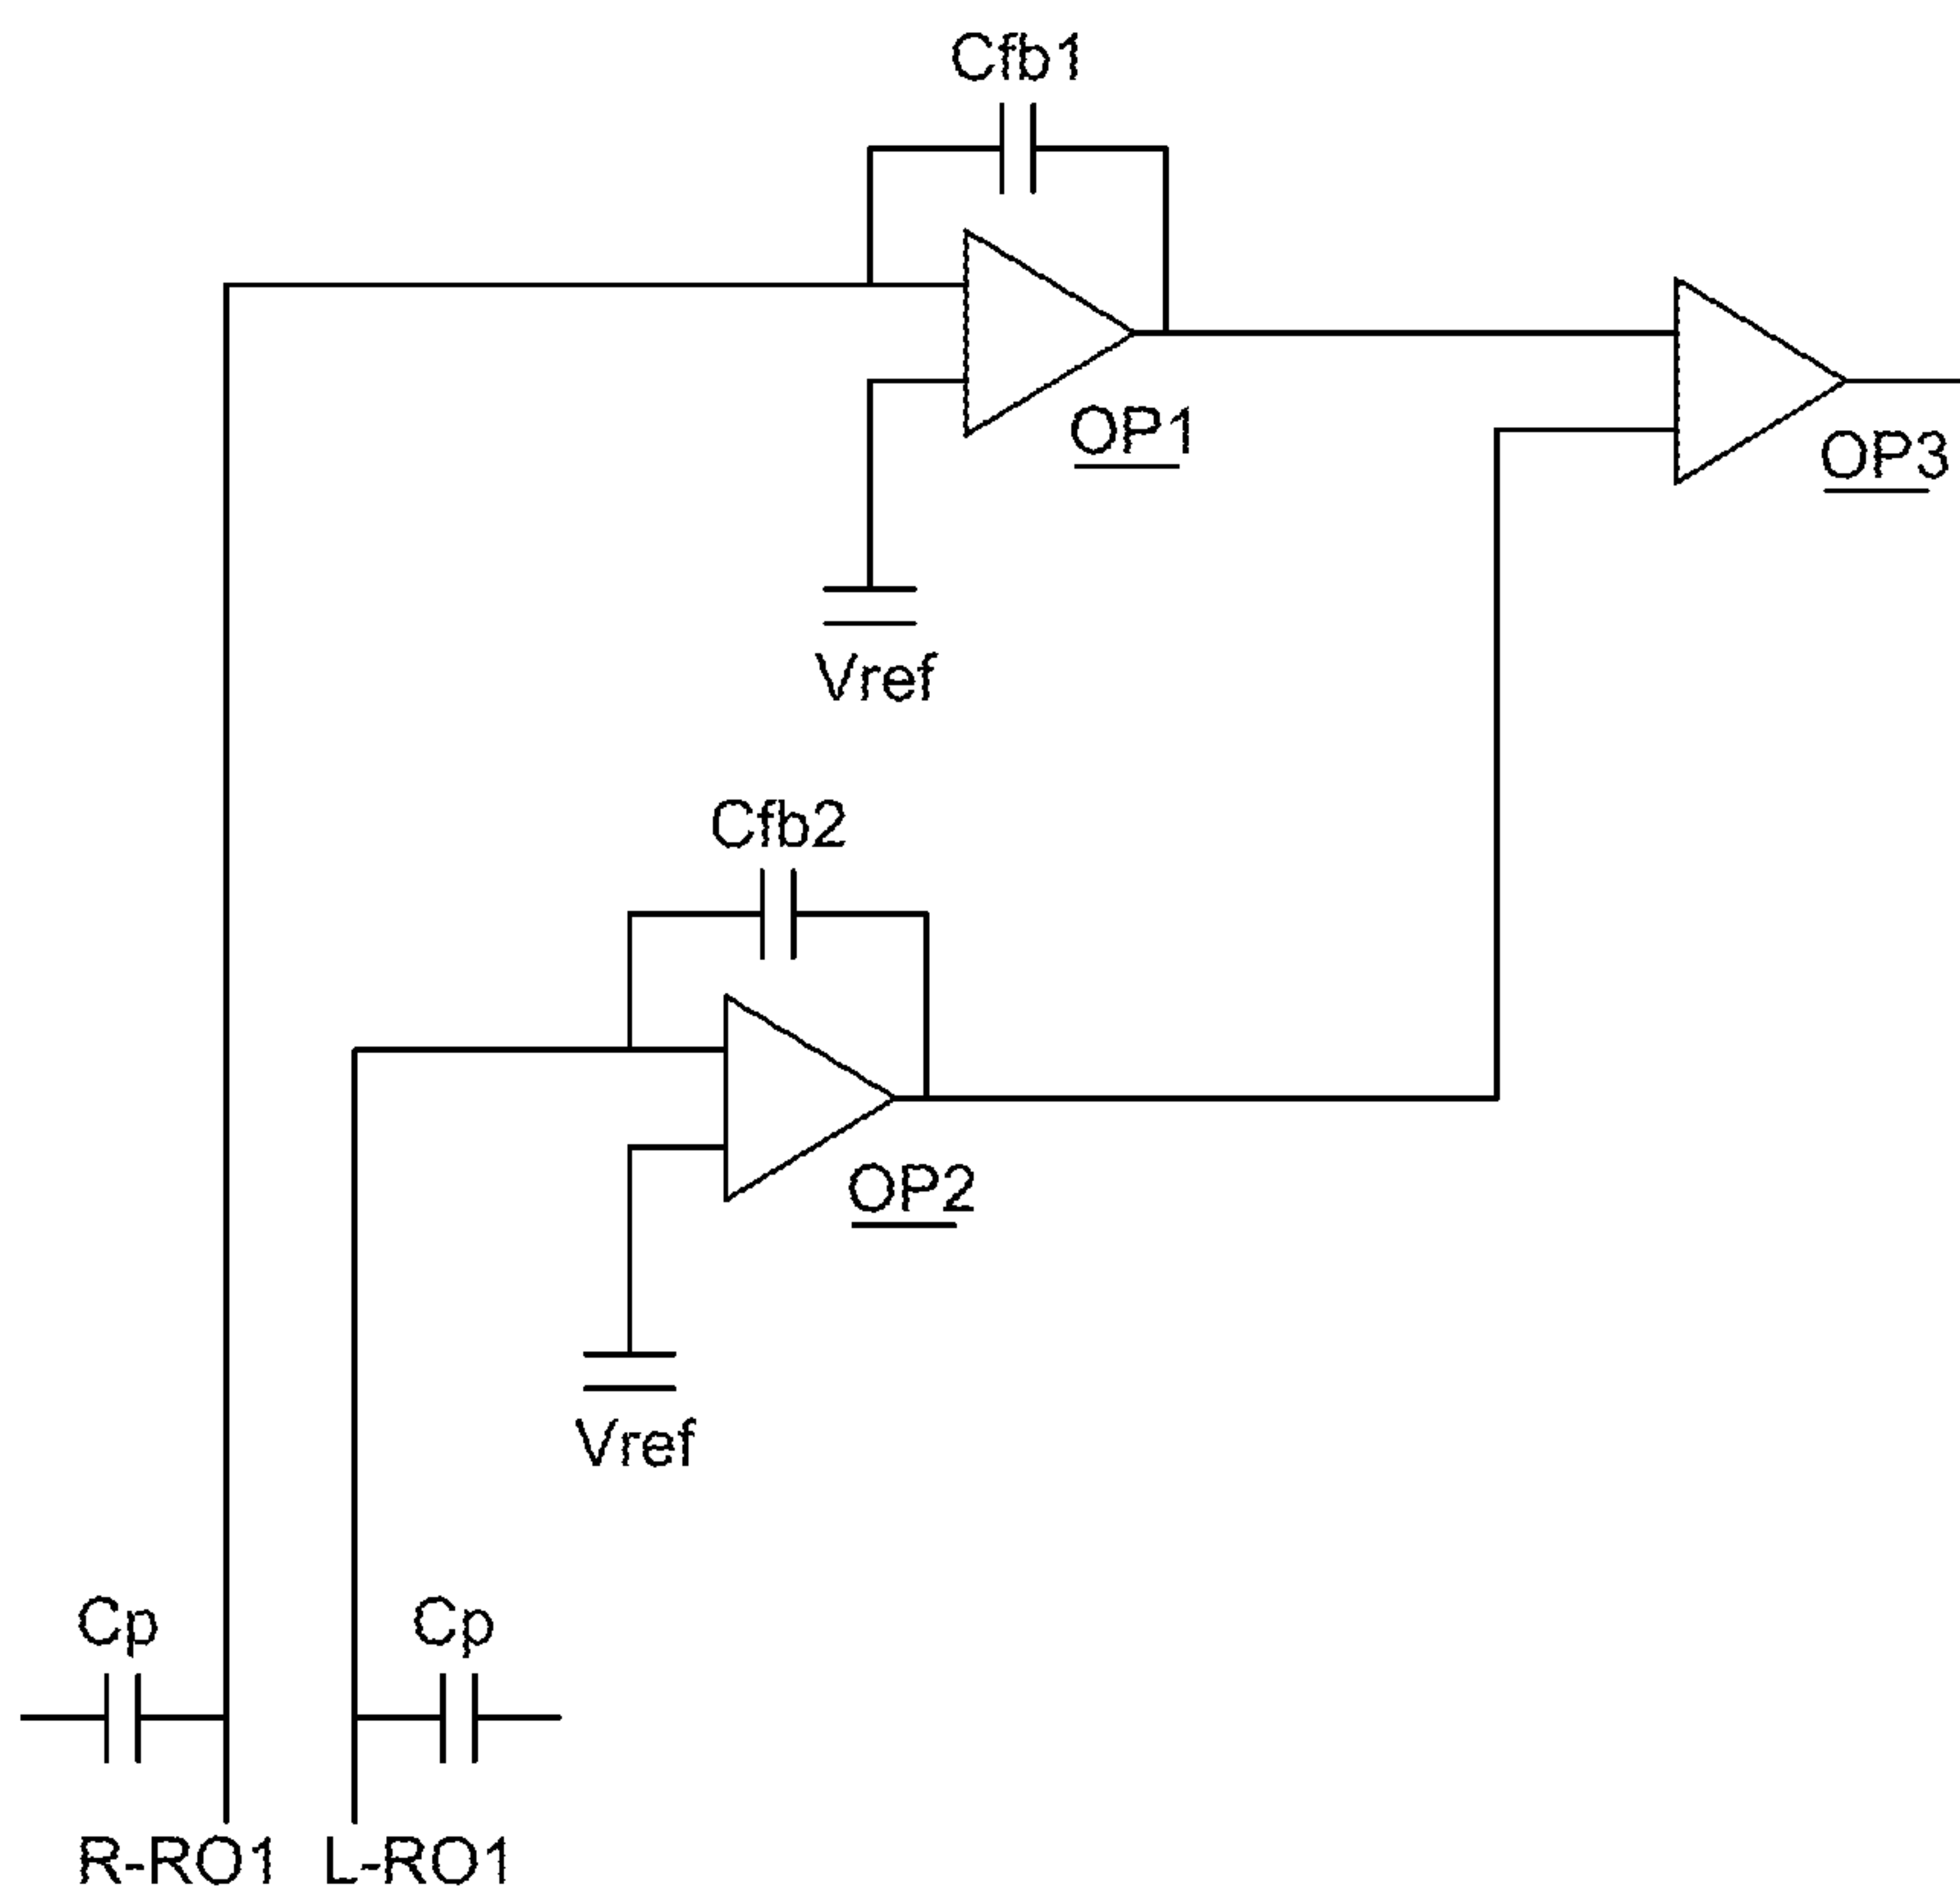 Cfb1
OP1
OP3
Vref
Cfb2
OP2
Vref
Cp
Cp
R-RO1
L-RO1